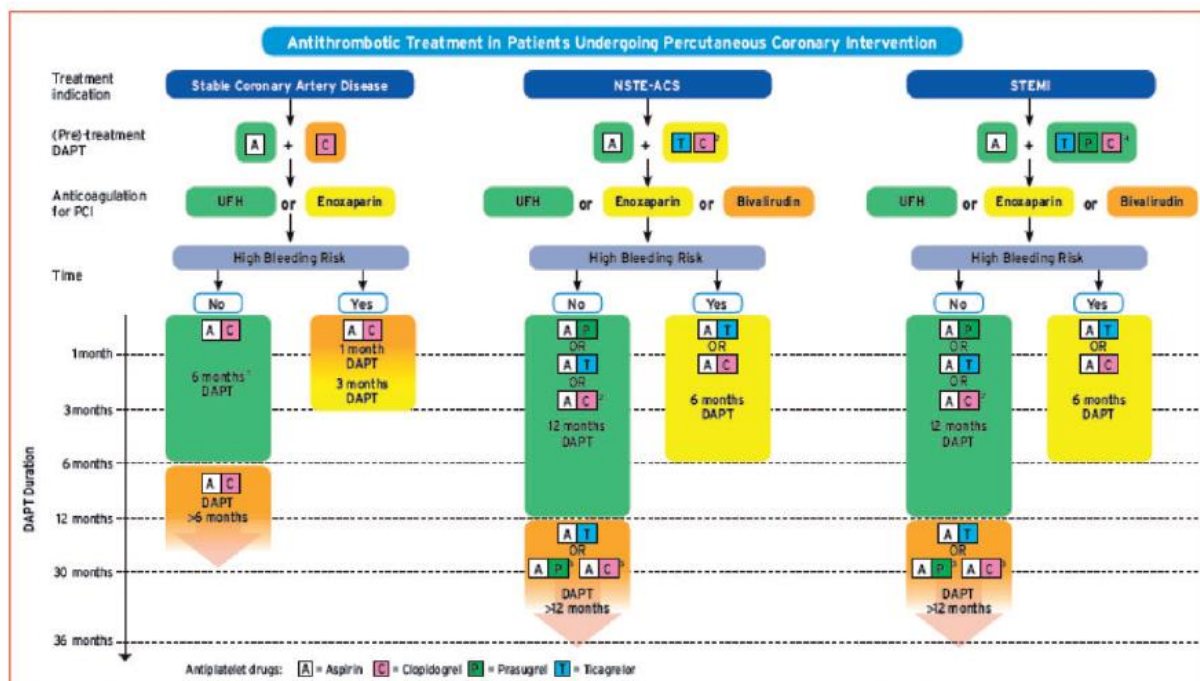 Antithrombotic Treatment in Patients Undergoing Percutaneous Coronary Intervention
Treatment
indication
Stable Coronary Artery Disease
NSTE-ACS
STEMI
(Pre)-treatment
DAPT
A + C
A + T C
A + T P C
Anticoagulation
for PCI
UFH or Enoxaparin
UFH or Enoxaparin or Bivalirudin
UFH or Enoxaparin or Bivalirudin
Time
High Bleeding Risk
High Bleeding Risk
High Bleeding Risk
No
Yes
No
Yes
No
Yes
DAPT Duration
1 month
3 months
6 months
12 months
30 months
36 months
A C
6 months
DAPT
A C
DAPT
>6 months
A C
1 month
DAPT
3 months
DAPT
A P
OR
A T
OR
A C
12 months
DAPT
A T
OR
A P A C
DAPT
>12 months
A T
OR
A C
6 months
DAPT
A P
OR
A T
OR
A C
12 months
DAPT
A T
OR
A P A C
DAPT
>12 months
A T
OR
A C
6 months
DAPT
Antiplatelet drugs: A = Aspirin C = Clopidogrel P = Prasugrel T = Ticagrelor